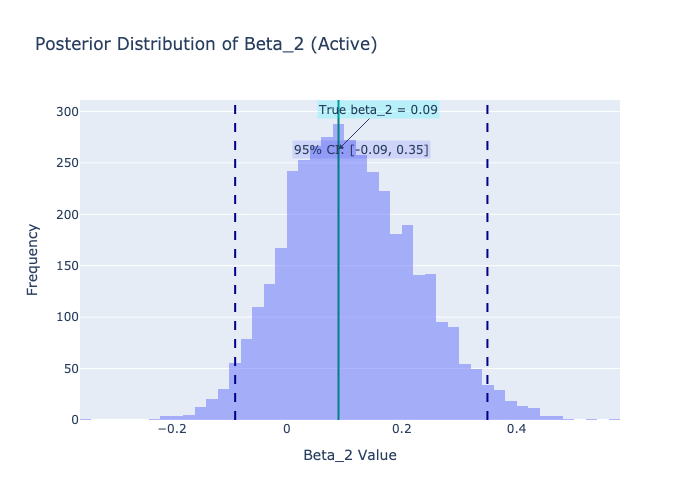 Posterior Distribution of Beta_2 (Active)
True beta_2 = 0.09
95% CI: [-0.09, 0.35]
300
250
200
150
100
50
0
Frequency
−0.2
0
0.2
0.4
Beta_2 Value